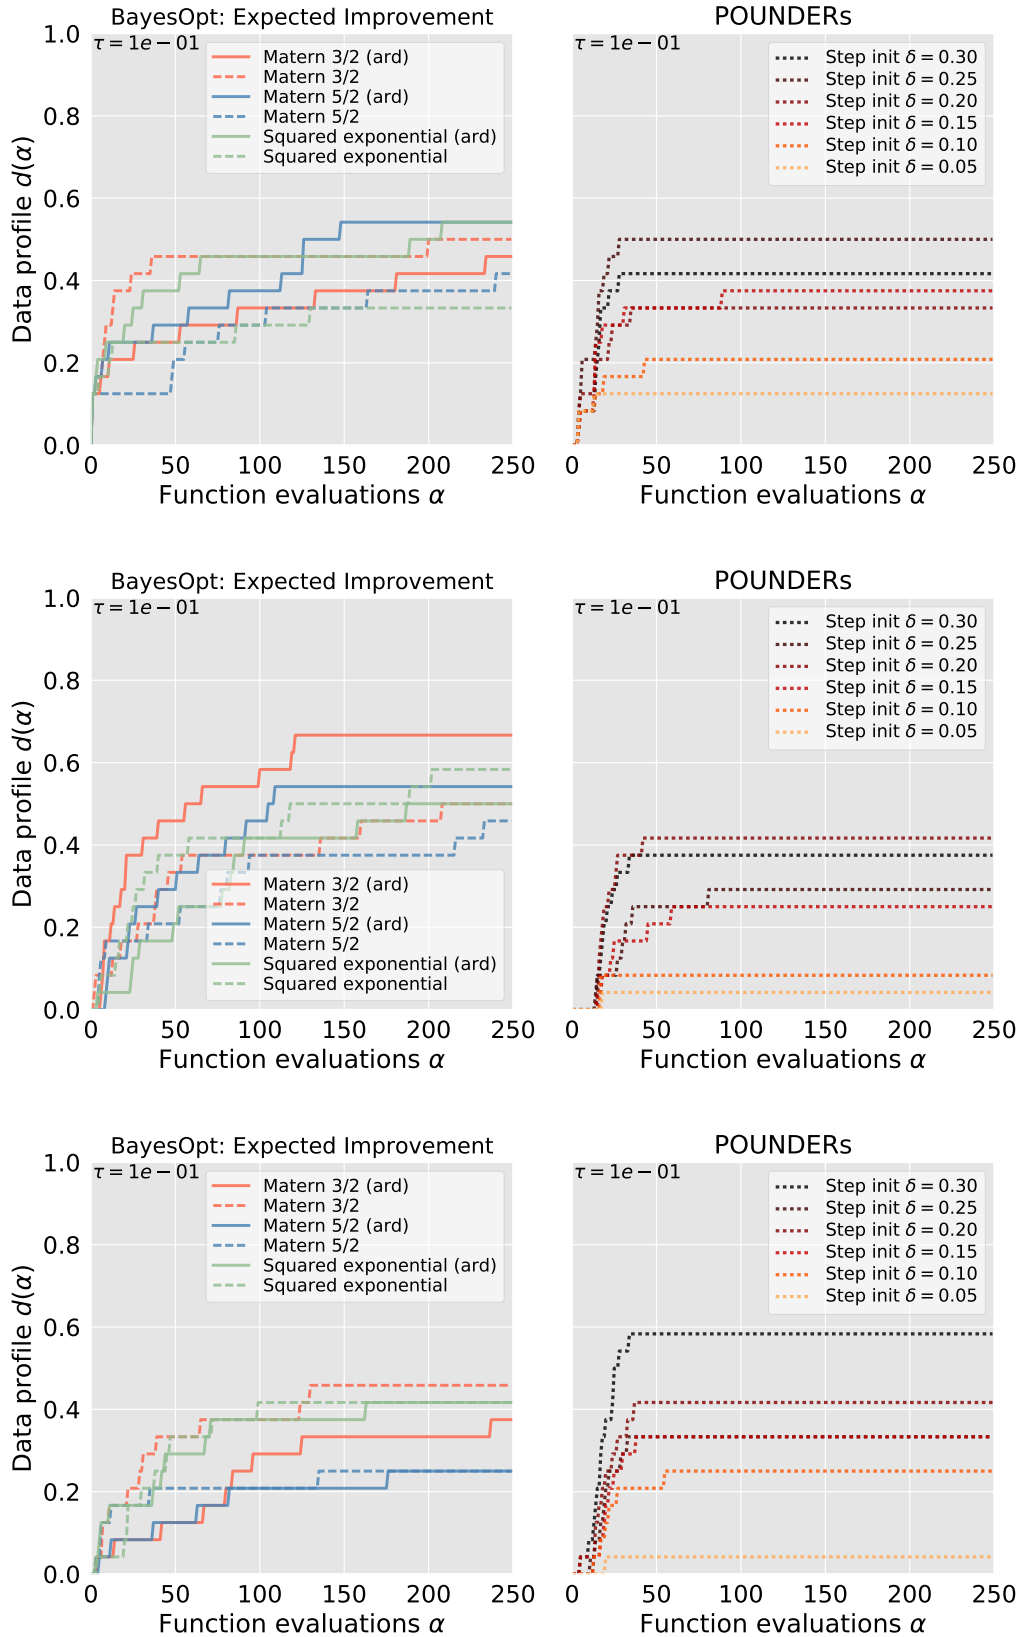 BayesOpt: Expected Improvement
τ = 1e−01
Matern 3/2 (ard)
Matern 3/2
Matern 5/2 (ard)
Matern 5/2
Squared exponential (ard)
Squared exponential
Data profile d(α)
1.0
0.8
0.6
0.4
0.2
0.0
0 50 100 150 200 250
Function evaluations α
POUNDERs
τ = 1e−01
Step init δ = 0.30
Step init δ = 0.25
Step init δ = 0.20
Step init δ = 0.15
Step init δ = 0.10
Step init δ = 0.05
0 50 100 150 200 250
Function evaluations α
BayesOpt: Expected Improvement
τ = 1e−01
Data profile d(α)
1.0
0.8
0.6
0.4
0.2
0.0
Matern 3/2 (ard)
Matern 3/2
Matern 5/2 (ard)
Matern 5/2
Squared exponential (ard)
Squared exponential
0 50 100 150 200 250
Function evaluations α
POUNDERs
τ = 1e−01
Step init δ = 0.30
Step init δ = 0.25
Step init δ = 0.20
Step init δ = 0.15
Step init δ = 0.10
Step init δ = 0.05
0 50 100 150 200 250
Function evaluations α
BayesOpt: Expected Improvement
τ = 1e−01
Matern 3/2 (ard)
Matern 3/2
Matern 5/2 (ard)
Matern 5/2
Squared exponential (ard)
Squared exponential
Data profile d(α)
1.0
0.8
0.6
0.4
0.2
0.0
0 50 100 150 200 250
Function evaluations α
POUNDERs
τ = 1e−01
Step init δ = 0.30
Step init δ = 0.25
Step init δ = 0.20
Step init δ = 0.15
Step init δ = 0.10
Step init δ = 0.05
0 50 100 150 200 250
Function evaluations α